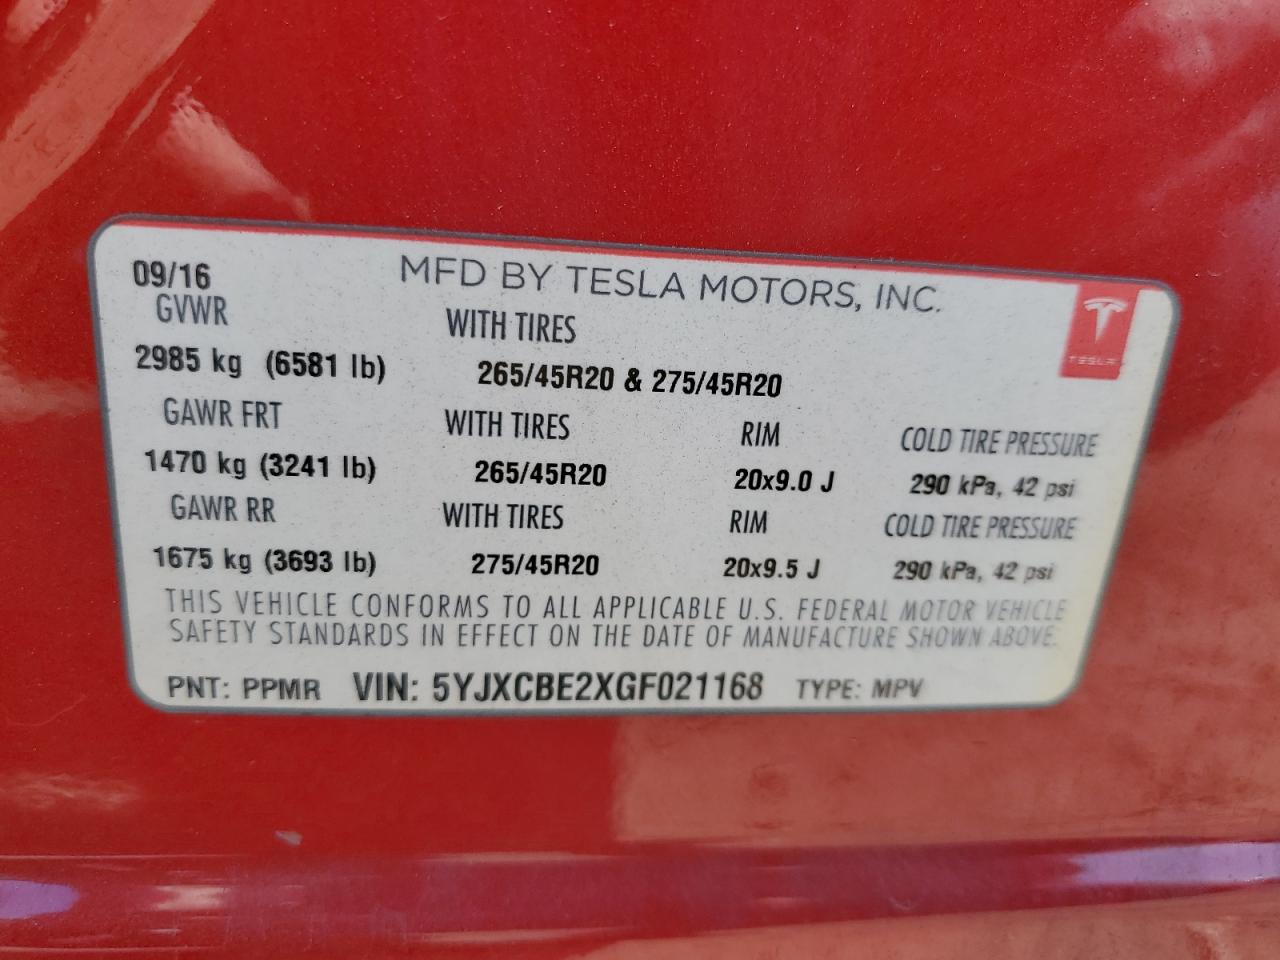 09/16 MFD BY TESLA MOTORS, INC.
GVWR WITH TIRES
2985 kg (6581 lb) 265/45R20 & 275/45R20
TESLA
GAWR FRT WITH TIRES RIM COLD TIRE PRESSURE
1470 kg (3241 lb) 265/45R20 20x9.0 J 290 kPa, 42 psi
GAWR RR WITH TIRES RIM COLD TIRE PRESSURE
1675 kg (3693 lb) 275/45R20 20x9.5 J 290 kPa, 42 psi
THIS VEHICLE CONFORMS TO ALL APPLICABLE U.S. FEDERAL MOTOR VEHICLE
SAFETY STANDARDS IN EFFECT ON THE DATE OF MANUFACTURE SHOWN ABOVE.
PNT: PPMR VIN: 5YJXCBE2XGF021168 TYPE: MPV